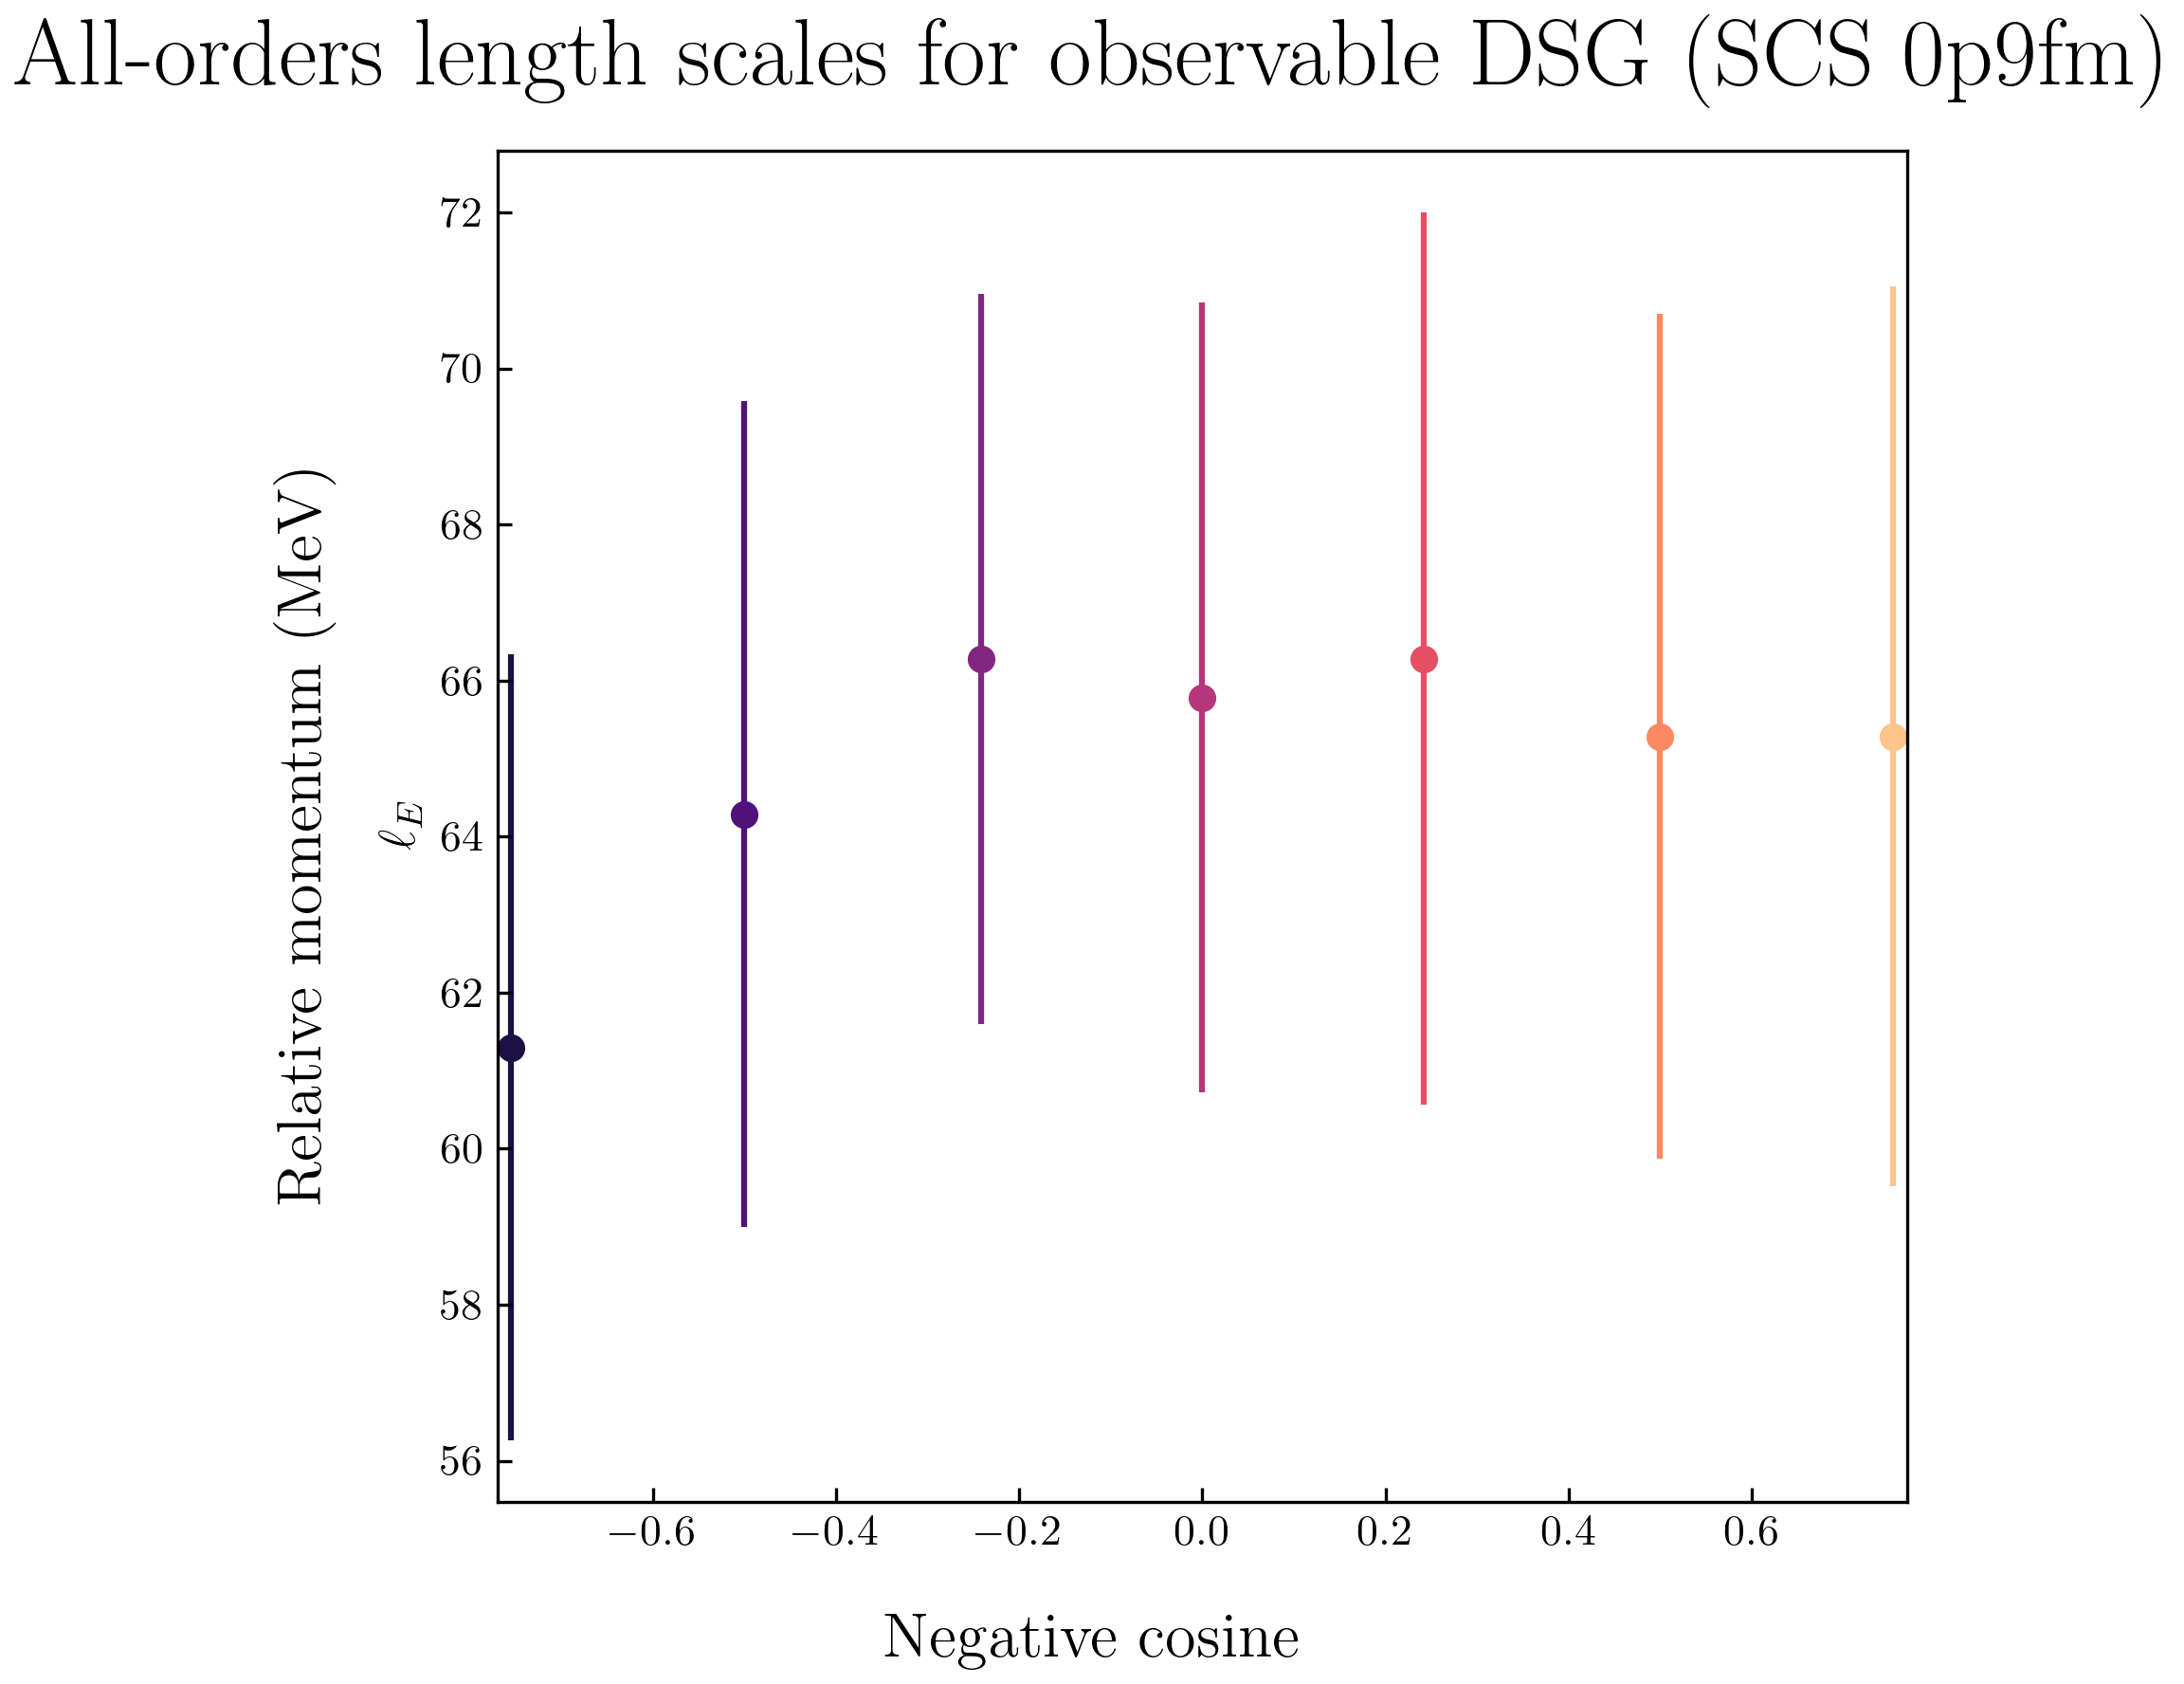 All-orders length scales for observable DSG (SCS 0p9fm)
Relative momentum (MeV)
ℓ_E
72
70
68
66
64
62
60
58
56
−0.6 −0.4 −0.2 0.0 0.2 0.4 0.6
Negative cosine